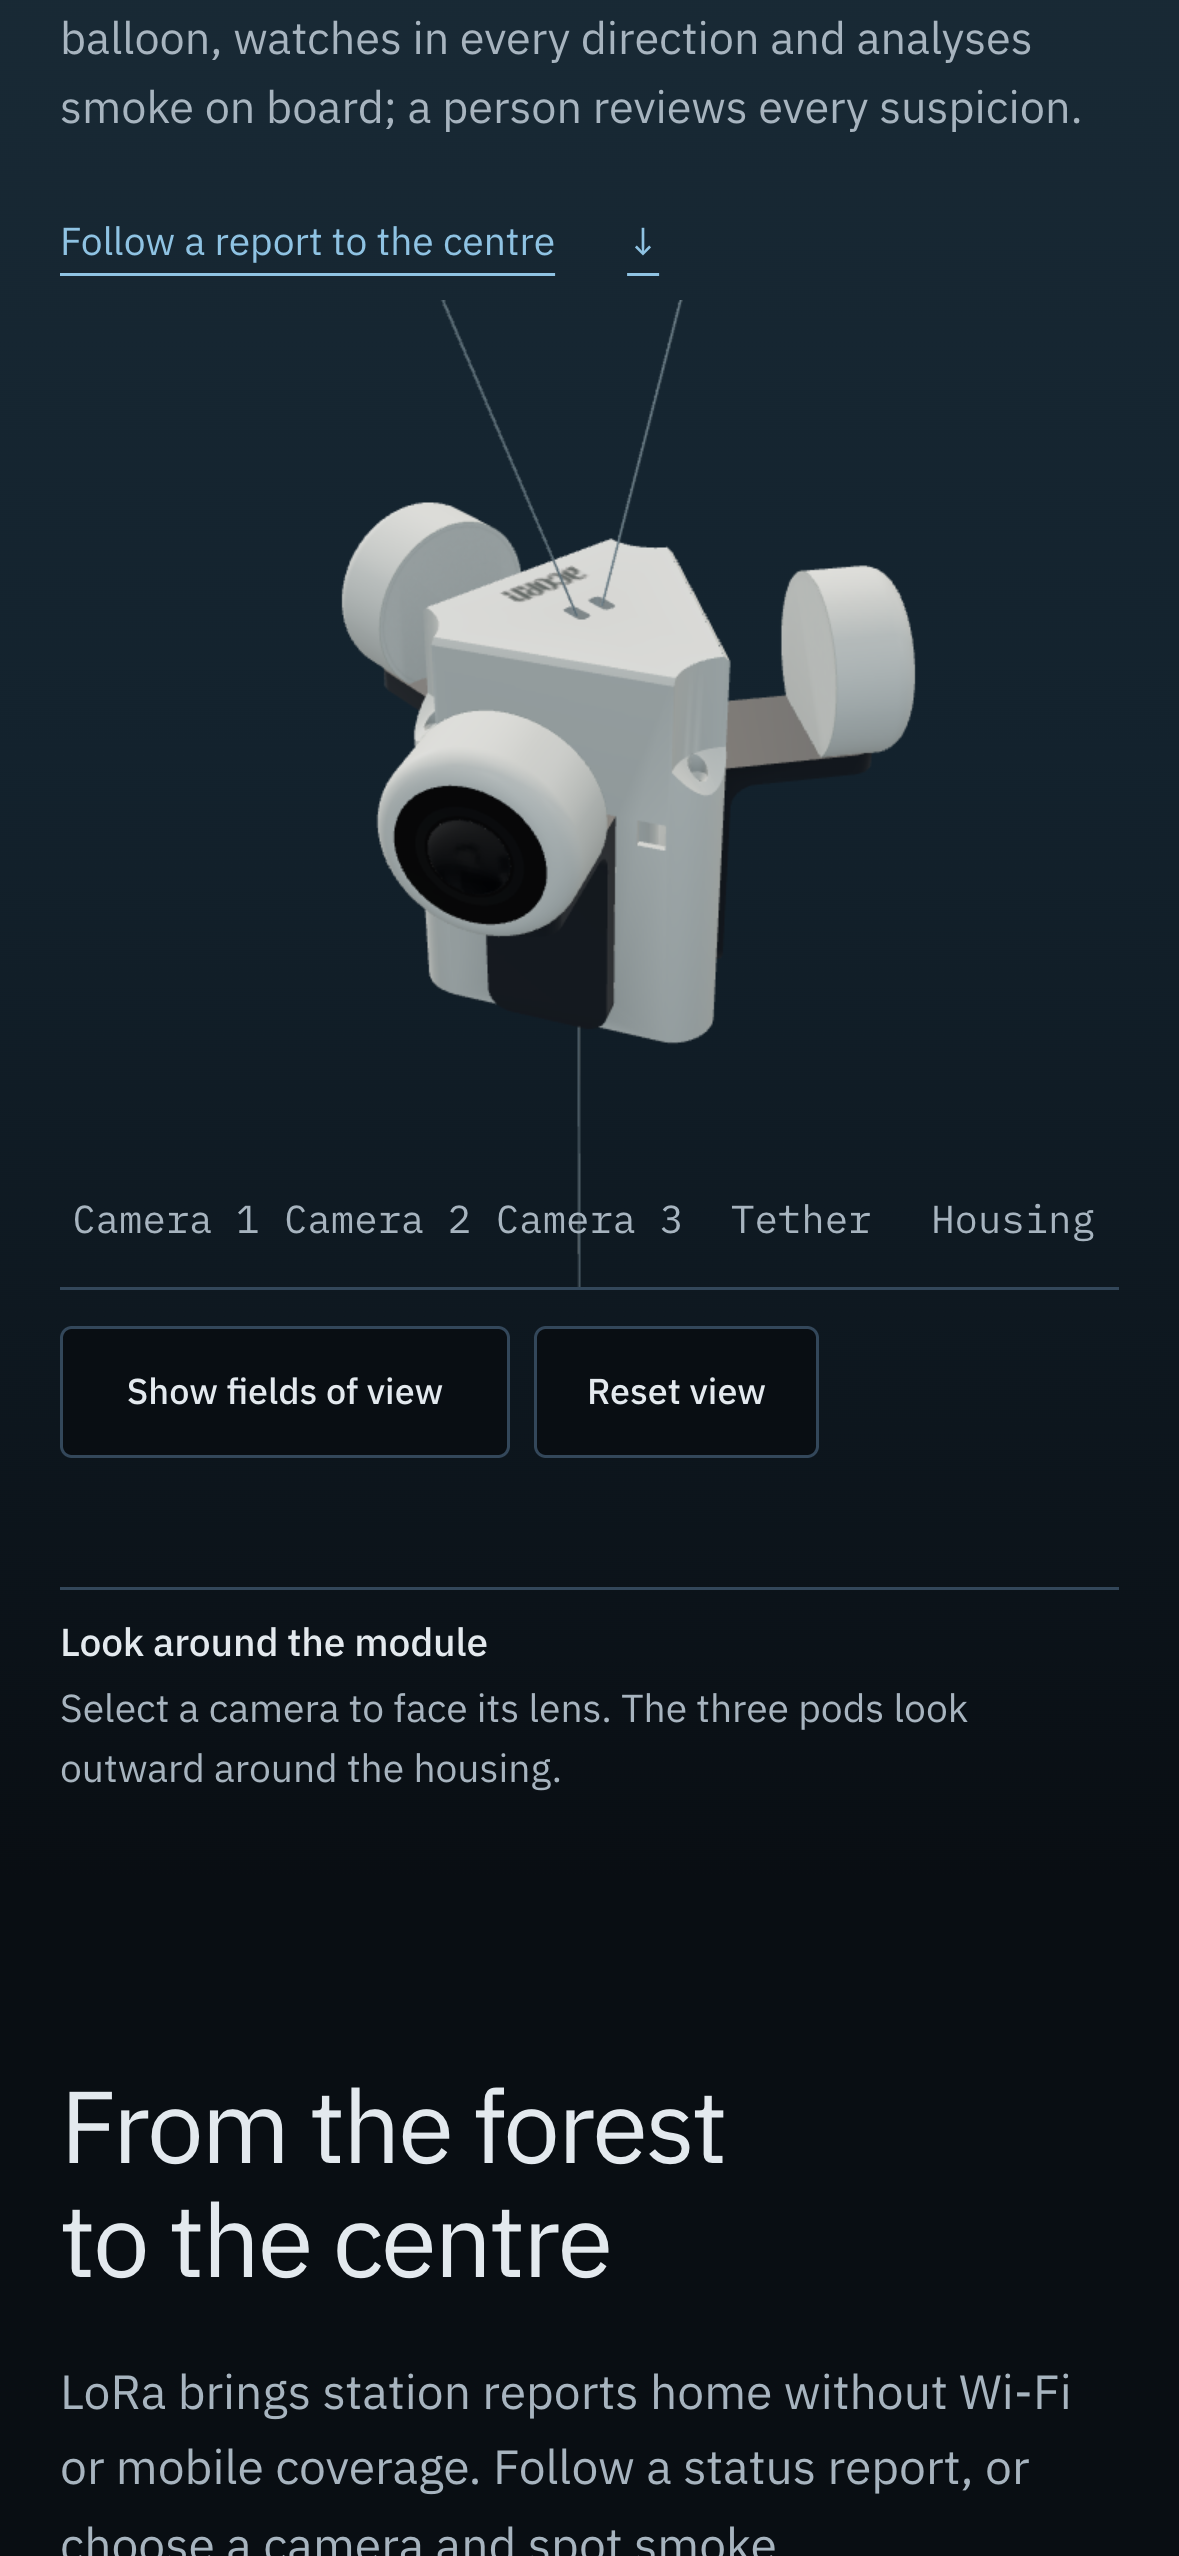 balloon, watches in every direction and analyses
smoke on board; a person reviews every suspicion.
Follow a report to the centre ↓
acorn
Camera 1 Camera 2 Camera 3 Tether Housing
Show fields of view
Reset view
Look around the module
Select a camera to face its lens. The three pods look
outward around the housing.
From the forest
to the centre
LoRa brings station reports home without Wi-Fi
or mobile coverage. Follow a status report, or
choose a camera and spot smoke